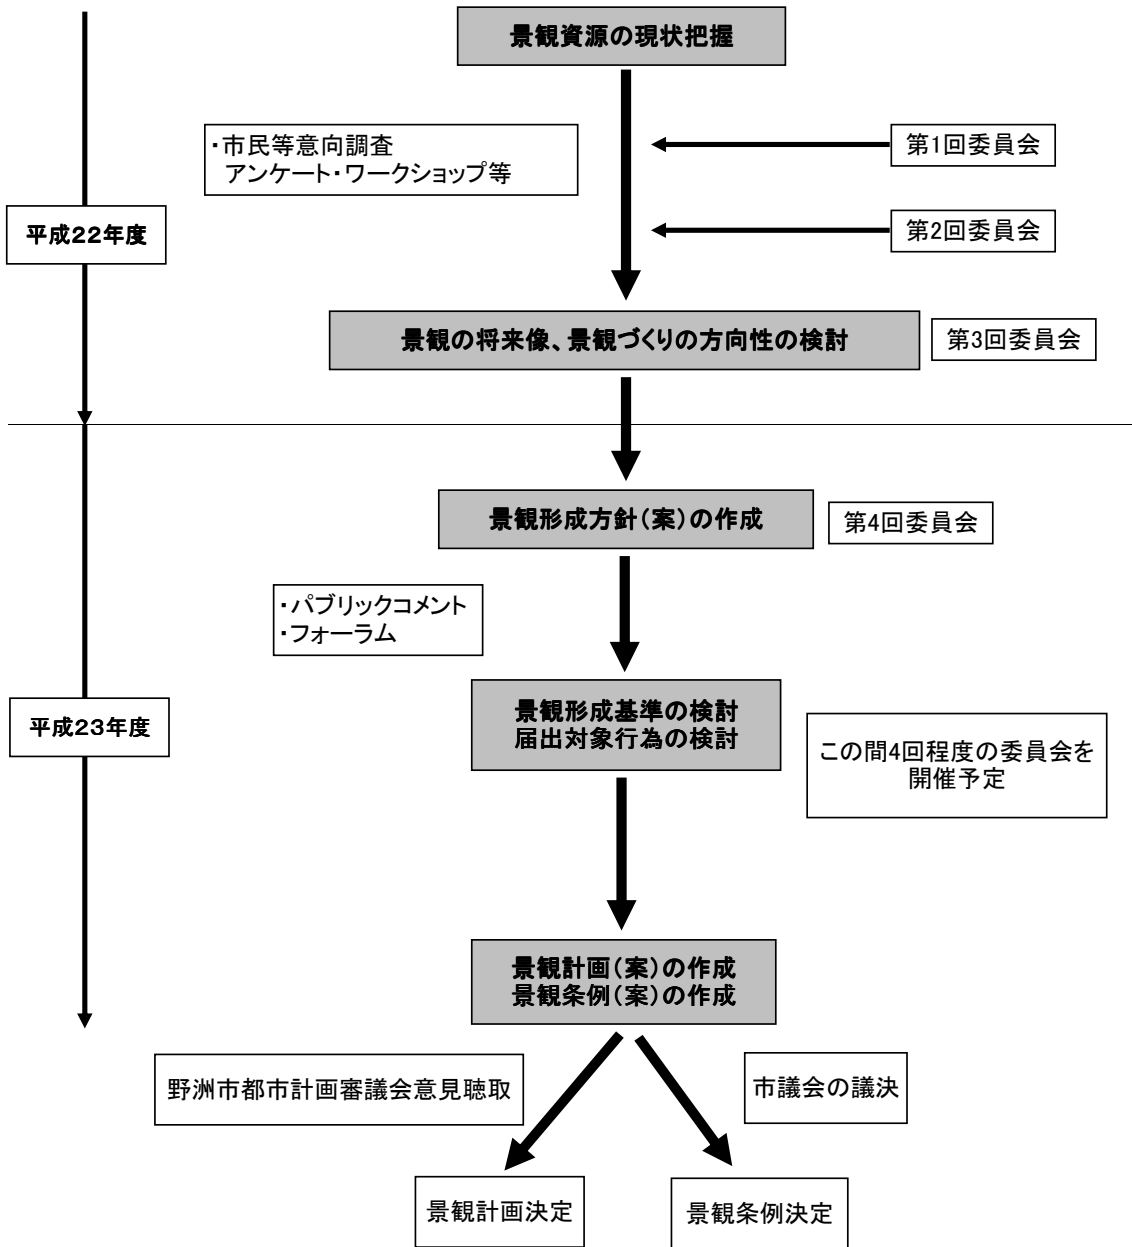 景観資源の現状把握
・市民等意向調査
アンケート・ワークショップ等
第1回委員会
第2回委員会
平成22年度
景観の将来像、景観づくりの方向性の検討
第3回委員会
景観形成方針(案)の作成
第4回委員会
・パブリックコメント
・フォーラム
平成23年度
景観形成基準の検討
届出対象行為の検討
この間4回程度の委員会を
開催予定
景観計画(案)の作成
景観条例(案)の作成
野洲市都市計画審議会意見聴取
市議会の議決
景観計画決定
景観条例決定